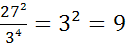 27²/3⁴ = 3² = 9